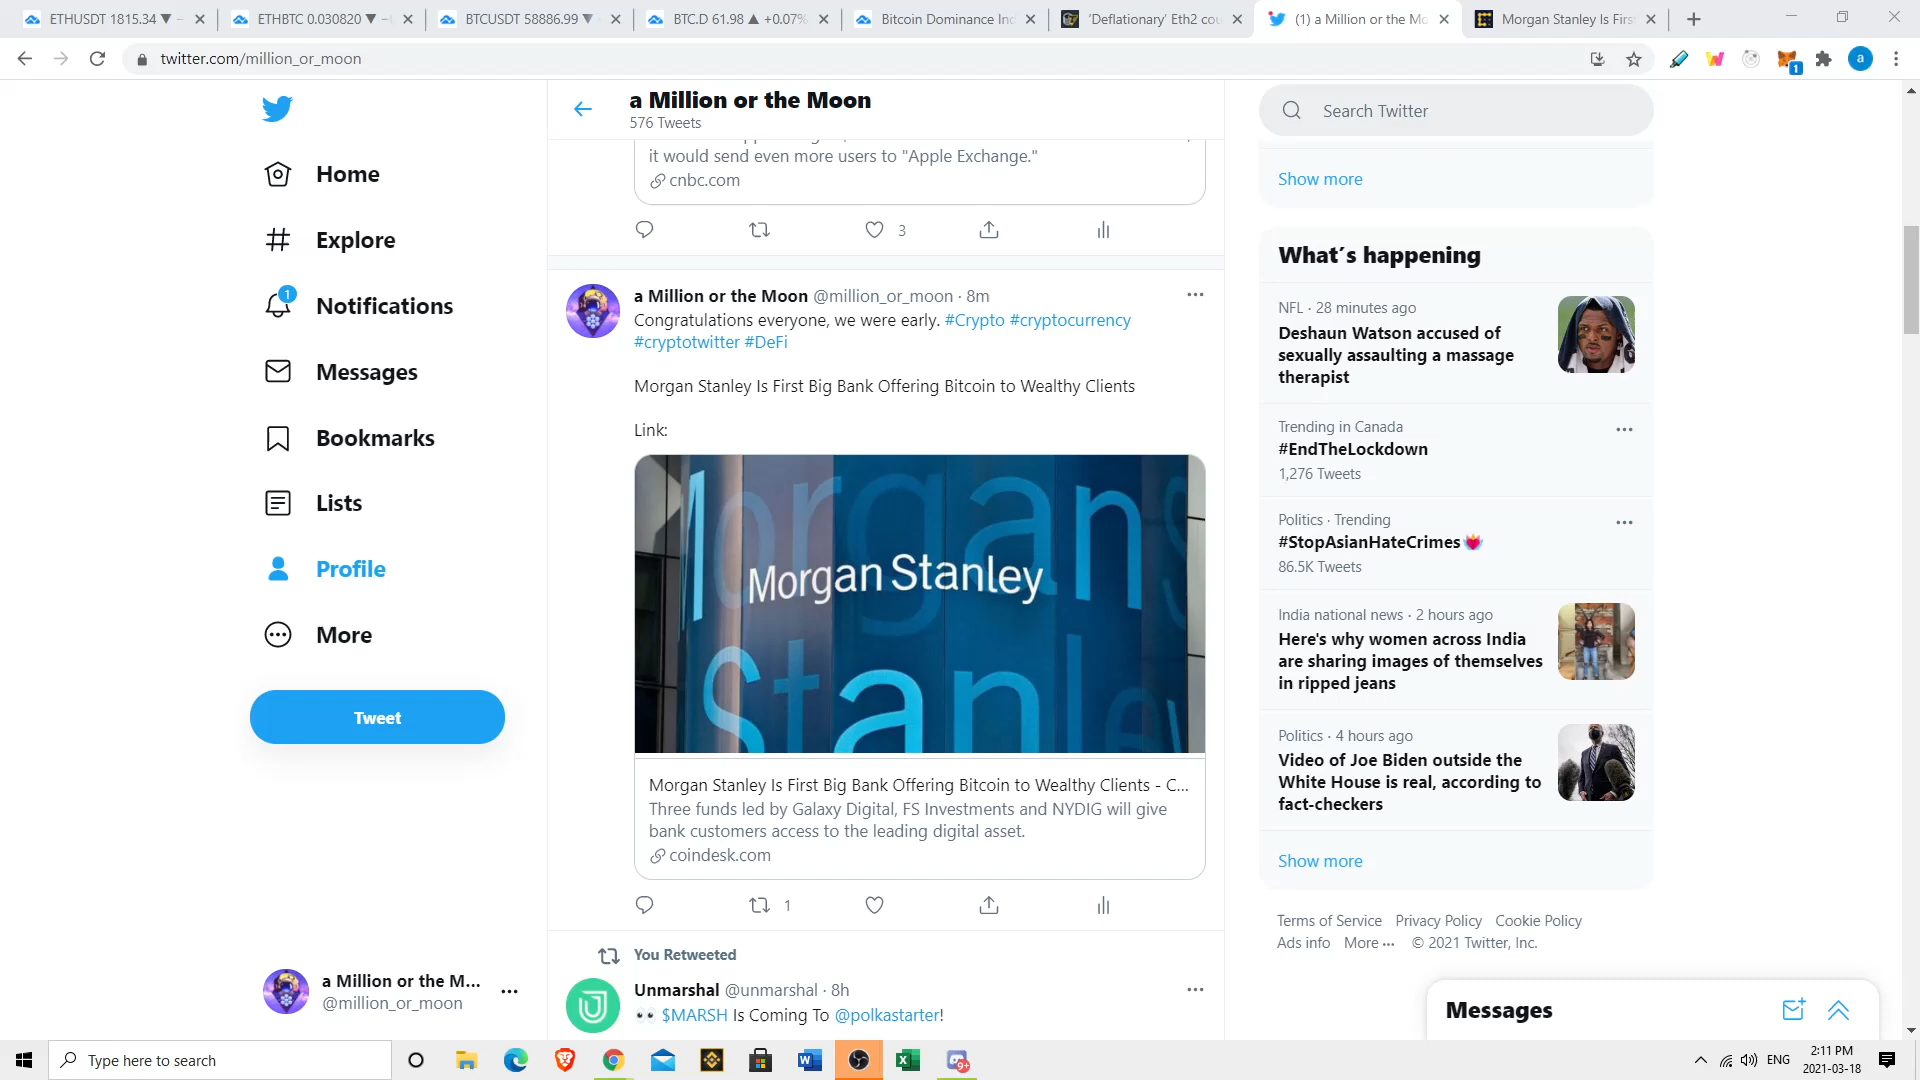 ETHUSDT 1815.34 ▼ −
ETHBTC 0.030820 ▼ −
BTCUSDT 58886.99 ▼
BTC.D 61.98 ▲ +0.07%
Bitcoin Dominance Ind
'Deflationary' Eth2 cou
(1) a Million or the Mo
Morgan Stanley Is First
twitter.com/million_or_moon
1
a
a Million or the Moon
576 Tweets
Search Twitter
Home
Explore
1
Notifications
Messages
Bookmarks
Lists
Profile
More
Tweet
a Million or the M...
@million_or_moon
it would send even more users to "Apple Exchange."
cnbc.com
3
a Million or the Moon @million_or_moon · 8m
Congratulations everyone, we were early. #Crypto #cryptocurrency
#cryptotwitter #DeFi
Morgan Stanley Is First Big Bank Offering Bitcoin to Wealthy Clients
Link:
Morgan Stanley
Morgan Stanley Is First Big Bank Offering Bitcoin to Wealthy Clients - C...
Three funds led by Galaxy Digital, FS Investments and NYDIG will give
bank customers access to the leading digital asset.
coindesk.com
1
You Retweeted
Unmarshal @unmarshal · 8h
👀 $MARSH Is Coming To @polkastarter!
Show more
What's happening
NFL · 28 minutes ago
Deshaun Watson accused of
sexually assaulting a massage
therapist
Trending in Canada
#EndTheLockdown
1,276 Tweets
Politics · Trending
#StopAsianHateCrimes
86.5K Tweets
India national news · 2 hours ago
Here's why women across India
are sharing images of themselves
in ripped jeans
Politics · 4 hours ago
Video of Joe Biden outside the
White House is real, according to
fact-checkers
Show more
Terms of Service Privacy Policy Cookie Policy
Ads info More ··· © 2021 Twitter, Inc.
Messages
Type here to search
9+
ENG
2:11 PM
2021-03-18